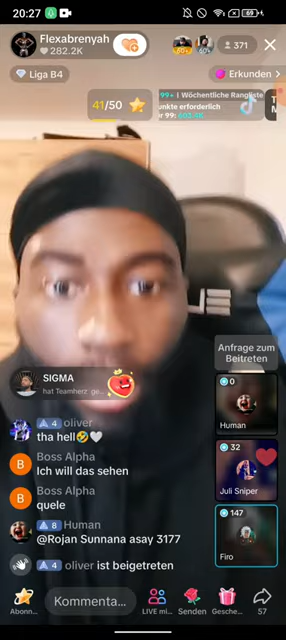 20:27
69
Flexabrenyah
282.2K
371
Liga B4
Erkunden >
41/50
99+ | Wöchentliche Rangliste
unkte erforderlich
SIGMA
hat Teamherz ge...
Anfrage zum
Beitreten
0
Human
32
Juli Sniper
147
Firo
4 oliver
tha hell🤣🤍
B Boss Alpha
Ich will das sehen
B Boss Alpha
quele
8 Human
@Rojan Sunnana asay 3177
4 oliver ist beigetreten
Abonn...
Kommenta...
LIVE mi...
Senden
Gesche...
57